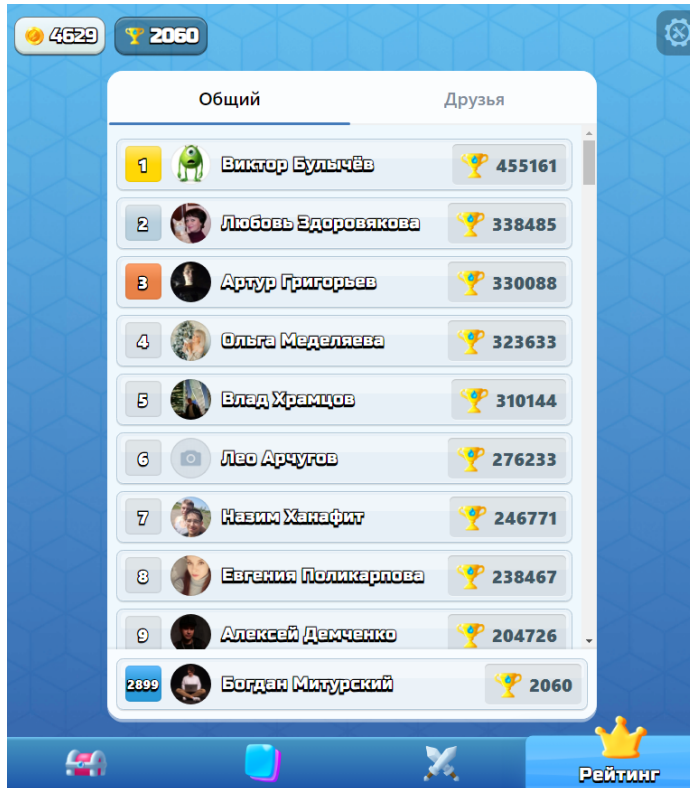 4629 2060
Общий Друзья
1 Виктор Булычёв 455161
2 Любовь Здоровякова 338485
3 Артур Григорьев 330088
4 Ольга Меделяева 323633
5 Влад Храмцов 310144
6 Лео Арчугов 276233
7 Назим Ханафит 246771
8 Евгения Поликарпова 238467
9 Алексей Демченко 204726
2899 Богдан Митурский 2060
Рейтинг